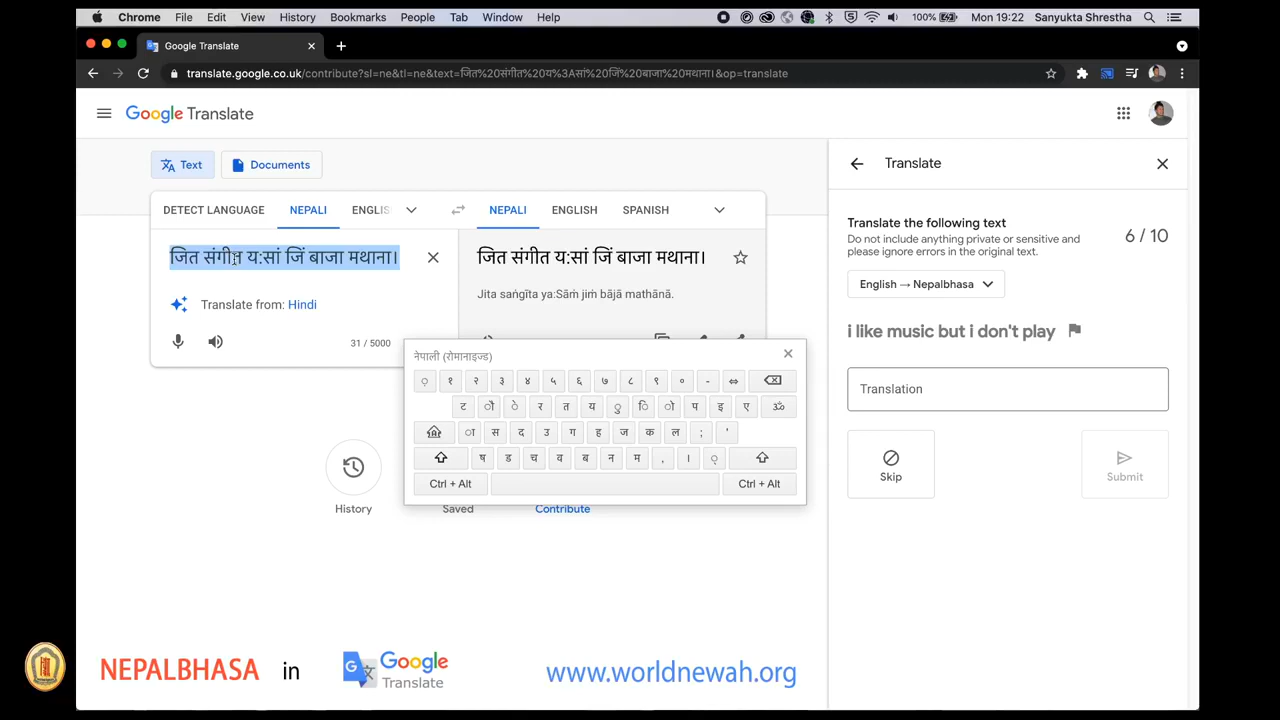 Chrome File Edit View History Bookmarks People Tab Window Help 100% Mon 19:22 Sanyukta Shrestha
Google Translate
translate.google.co.uk/contribute?sl=ne&tl=ne&text=जित%20संगीत%20य%3Aसां%20जिं%20बाजा%20मथाना।&op=translate
Google Translate
Text Documents
DETECT LANGUAGE NEPALI ENGLIS NEPALI ENGLISH SPANISH
जित संगीत य:सां जिं बाजा मथाना।
जित संगीत य:सां जिं बाजा मथाना।
Jita saṅgīta ya:Sāṁ jiṁ bājā mathānā.
Translate from: Hindi
31 / 5000
नेपाली (रोमानाइज्ड)
़ १ २ ३ ४ ५ ६ ७ ८ ९ ० -
ट ौ े र त य ु ि ो प इ ए ॐ
ा स द उ ग ह ज क ल ; '
ष ड च व ब न म , । ्
Ctrl + Alt Ctrl + Alt
History Saved Contribute
Translate
Translate the following text
Do not include anything private or sensitive and
please ignore errors in the original text.
6 / 10
English → Nepalbhasa
i like music but i don't play
Translation
Skip Submit
NEPALBHASA in Google Translate www.worldnewah.org